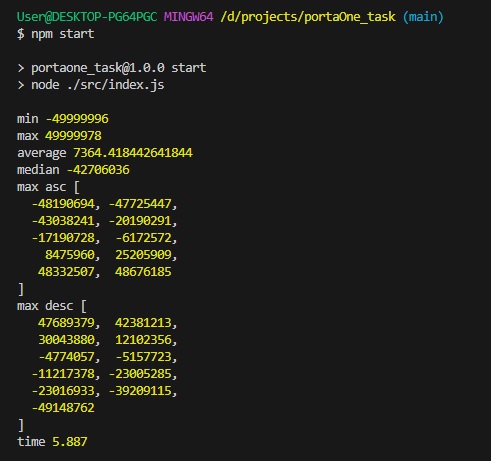 User@DESKTOP-PG64PGC MINGW64 /d/projects/portaOne_task (main)
$ npm start

> portaone_task@1.0.0 start
> node ./src/index.js

min -49999996
max 49999978
average 7364.418442641844
median -42706036
max asc [
  -48190694, -47725447,
  -43038241, -20190291,
  -17190728,  -6172572,
    8475960,  25205909,
   48332507,  48676185
]
max desc [
   47689379,  42381213,
   30043880,  12102356,
   -4774057,  -5157723,
  -11217378, -23005285,
  -23016933, -39209115,
  -49148762
]
time 5.887